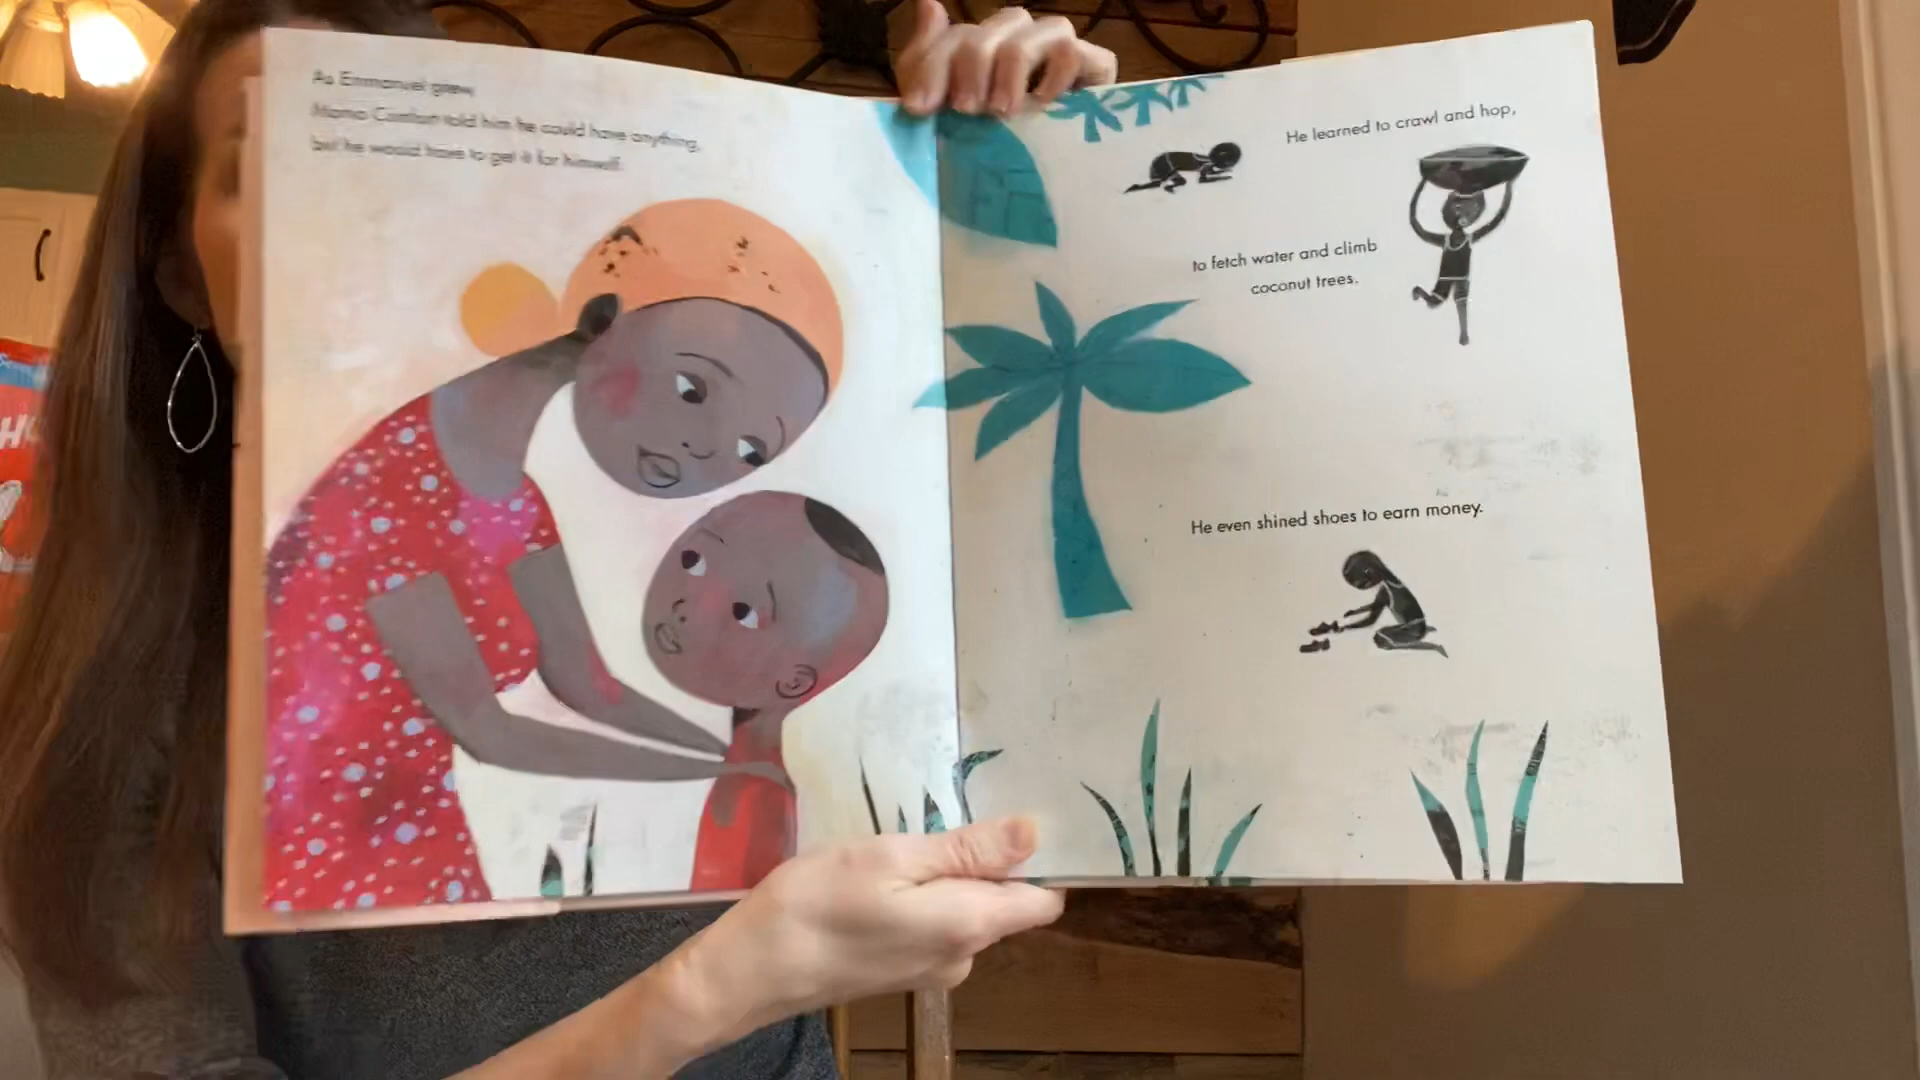 As Emmanuel grew,
Mama Comfort told him he could have anything,
but he would have to get it for himself.
He learned to crawl and hop,
to fetch water and climb
coconut trees.
He even shined shoes to earn money.